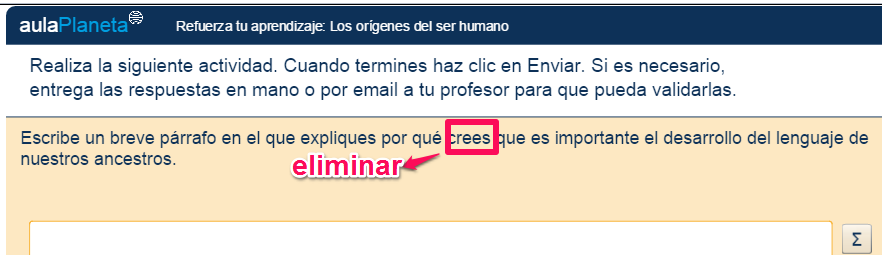 aulaPlaneta
Refuerza tu aprendizaje: Los orígenes del ser humano
Realiza la siguiente actividad. Cuando termines haz clic en Enviar. Si es necesario,
entrega las respuestas en mano o por email a tu profesor para que pueda validarlas.
Escribe un breve párrafo en el que expliques por qué crees que es importante el desarrollo del lenguaje de
nuestros ancestros.
eliminar
Σ